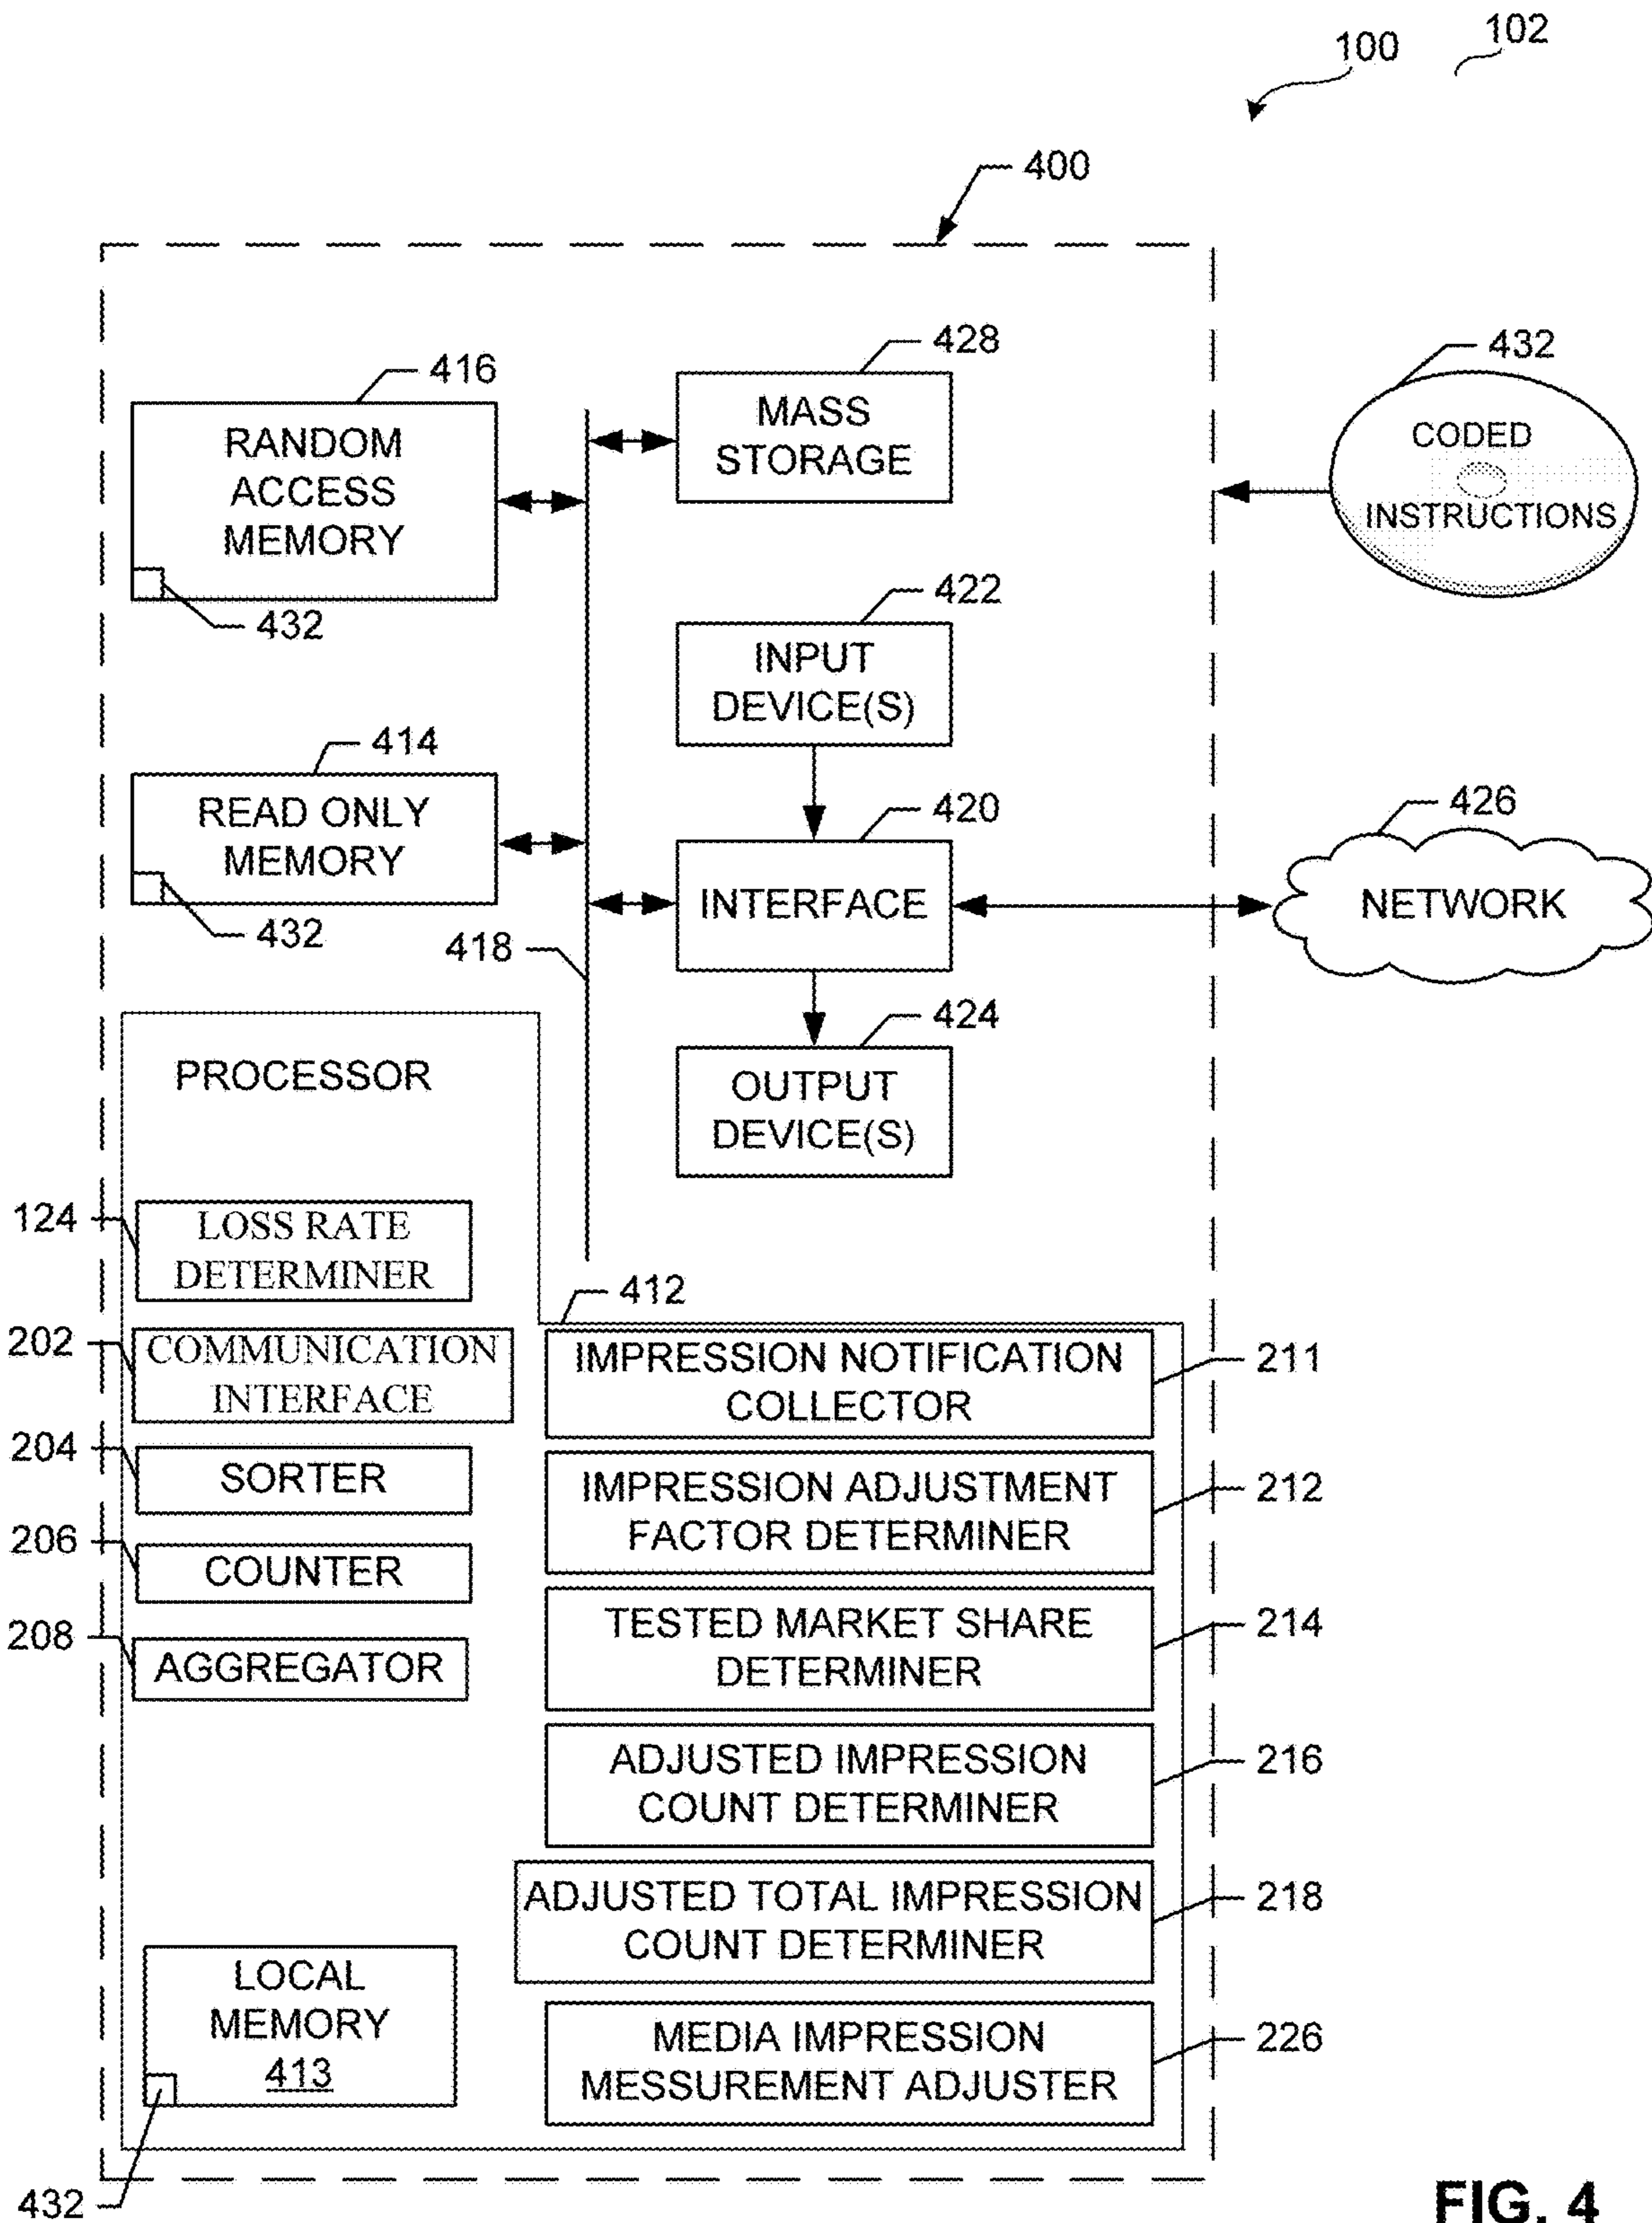 100
102
400
416
RANDOM
ACCESS
MEMORY
432
428
MASS
STORAGE
432
CODED
INSTRUCTIONS
422
INPUT
DEVICE(S)
414
READ ONLY
MEMORY
432
418
420
INTERFACE
426
NETWORK
424
OUTPUT
DEVICE(S)
PROCESSOR
412
124
LOSS RATE
DETERMINER
202
COMMUNICATION
INTERFACE
204
SORTER
206
COUNTER
208
AGGREGATOR
LOCAL
MEMORY
413
432
IMPRESSION NOTIFICATION
COLLECTOR
211
IMPRESSION ADJUSTMENT
FACTOR DETERMINER
212
TESTED MARKET SHARE
DETERMINER
214
ADJUSTED IMPRESSION
COUNT DETERMINER
216
ADJUSTED TOTAL IMPRESSION
COUNT DETERMINER
218
MEDIA IMPRESSION
MESSUREMENT ADJUSTER
226
FIG. 4